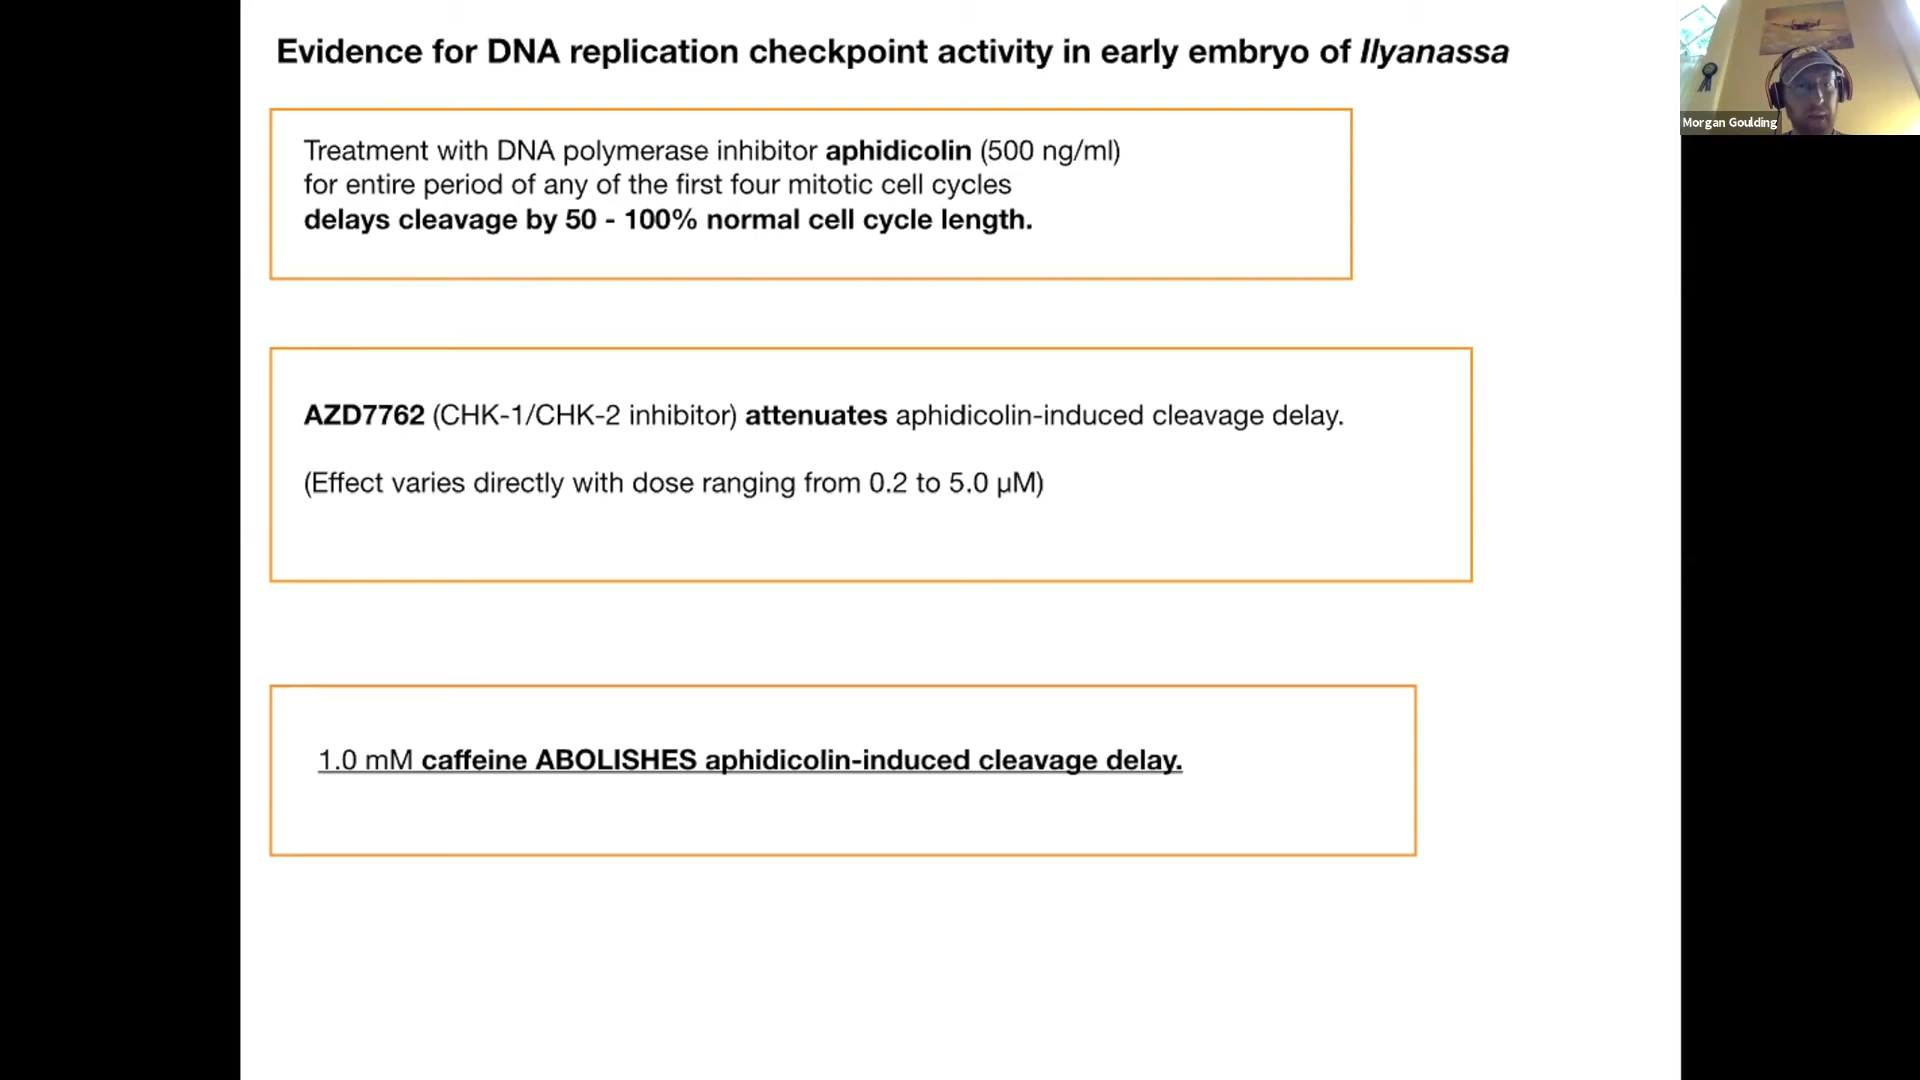 Evidence for DNA replication checkpoint activity in early embryo of Ilyanassa
Morgan Goulding
Treatment with DNA polymerase inhibitor aphidicolin (500 ng/ml)
for entire period of any of the first four mitotic cell cycles
delays cleavage by 50 - 100% normal cell cycle length.
AZD7762 (CHK-1/CHK-2 inhibitor) attenuates aphidicolin-induced cleavage delay.
(Effect varies directly with dose ranging from 0.2 to 5.0 µM)
1.0 mM caffeine ABOLISHES aphidicolin-induced cleavage delay.